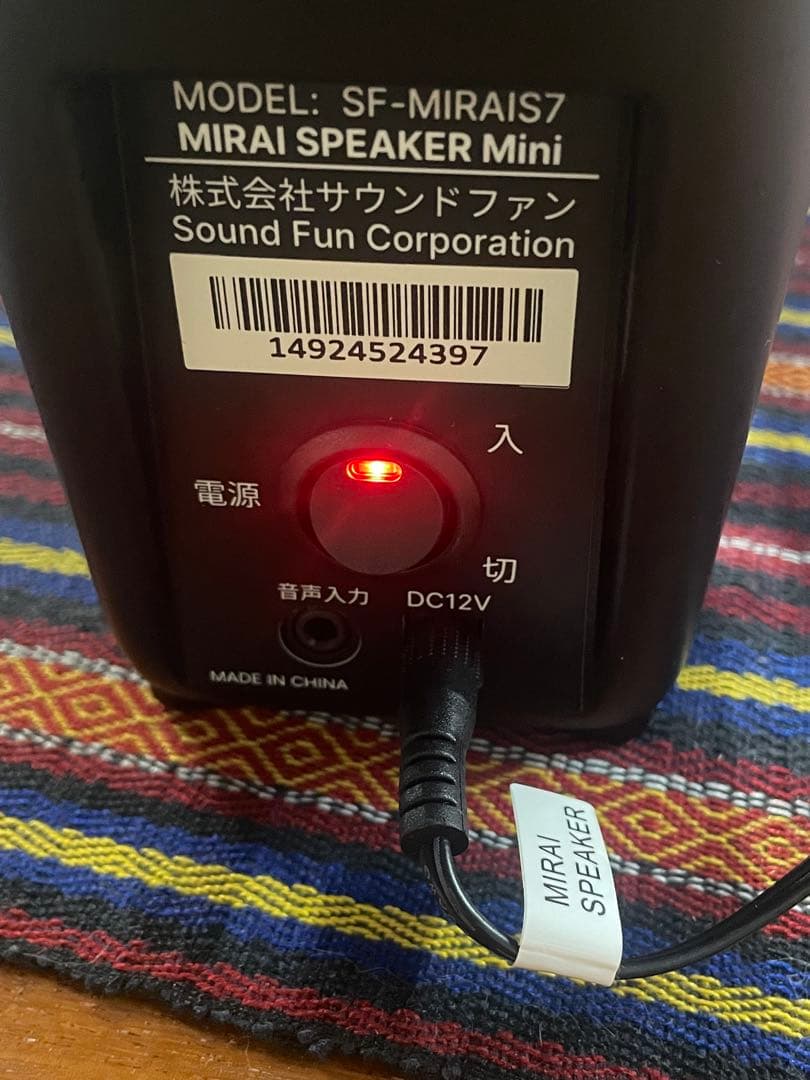 MODEL: SF-MIRAIS7
MIRAI SPEAKER Mini
株式会社サウンドファン
Sound Fun Corporation
14924524397
入
電源
切
音声入力
DC12V
MADE IN CHINA
MIRAI
SPEAKER